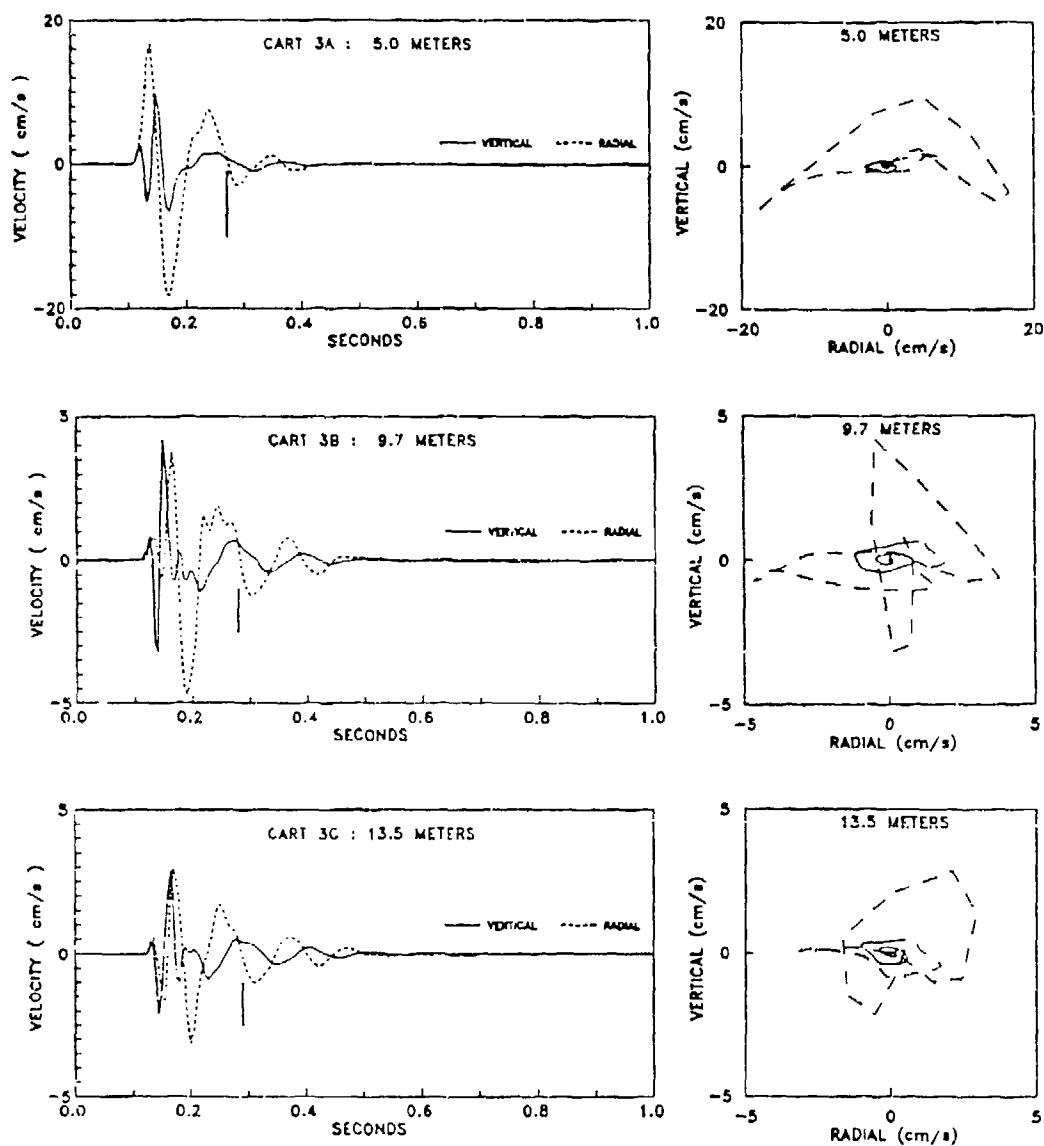 20
CART 3A : 5.0 METERS
VELOCITY ( cm/s )
0
VERTICAL RADIAL
-20
0.0 0.2 0.4 0.6 0.8 1.0
SECONDS
20
5.0 METERS
VERTICAL (cm/s)
0
-20
-20 0 20
RADIAL (cm/s)
5
CART 3B : 9.7 METERS
VELOCITY ( cm/s )
0
VERTICAL RADIAL
-5
0.0 0.2 0.4 0.6 0.8 1.0
SECONDS
5
9.7 METERS
VERTICAL (cm/s)
0
-5
-5 0 5
RADIAL (cm/s)
5
CART 3C : 13.5 METERS
VELOCITY ( cm/s )
0
VERTICAL RADIAL
-5
0.0 0.2 0.4 0.6 0.8 1.0
SECONDS
5
13.5 METERS
VERTICAL (cm/s)
0
-5
-5 0 5
RADIAL (cm/s)